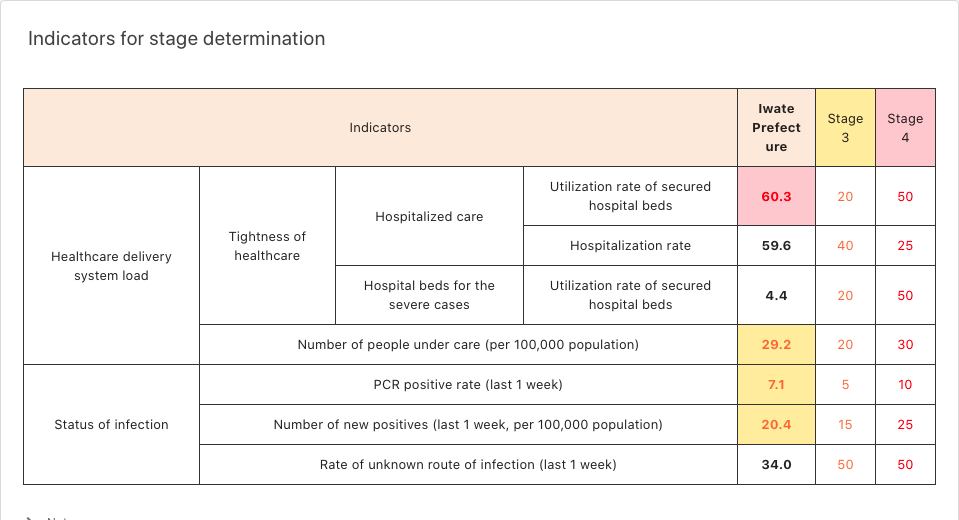 Indicators for stage determination
Indicators
Iwate
Prefect
ure
Stage
3
Stage
4
Healthcare delivery
system load
Tightness of
healthcare
Hospitalized care
Utilization rate of secured
hospital beds
60.3
20
50
Hospitalization rate
59.6
40
25
Hospital beds for the
severe cases
Utilization rate of secured
hospital beds
4.4
20
50
Number of people under care (per 100,000 population)
29.2
20
30
Status of infection
PCR positive rate (last 1 week)
7.1
5
10
Number of new positives (last 1 week, per 100,000 population)
20.4
15
25
Rate of unknown route of infection (last 1 week)
34.0
50
50